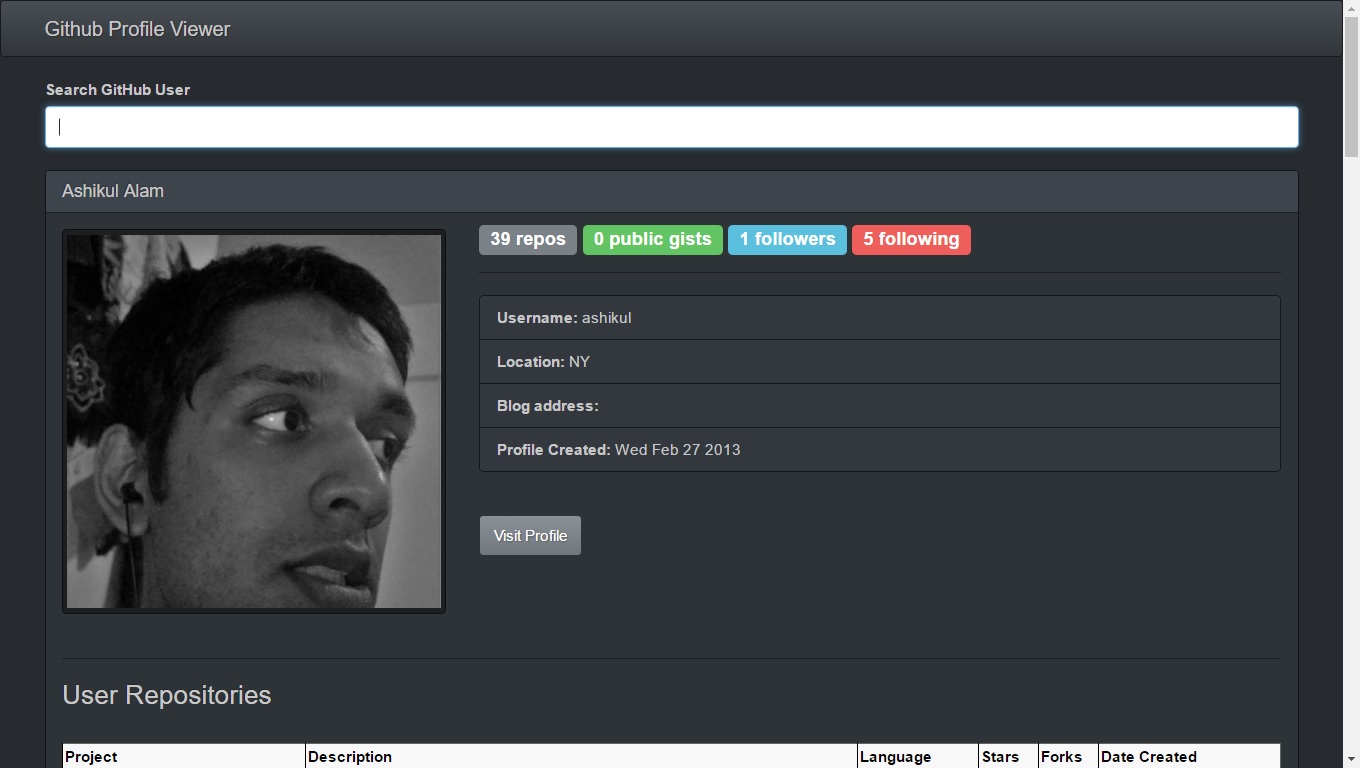 Github Profile Viewer
Search GitHub User
Ashikul Alam
39 repos 0 public gists 1 followers 5 following
Username: ashikul
Location: NY
Blog address:
Profile Created: Wed Feb 27 2013
Visit Profile
User Repositories
Project Description Language Stars Forks Date Created